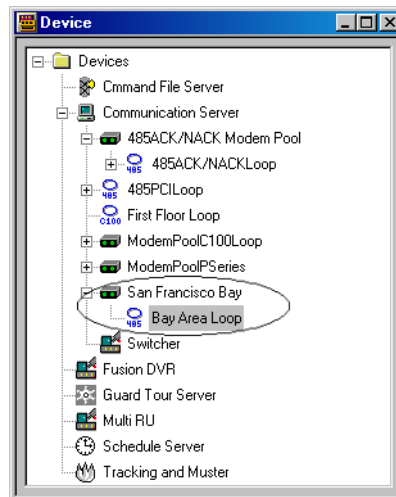 Device
Devices
Cmmand File Server
Communication Server
485ACK/NACK Modem Pool
485 485ACK/NACKLoop
485 485PCILoop
C100 First Floor Loop
ModemPoolC100Loop
ModemPoolPSeries
San Francisco Bay
485 Bay Area Loop
Switcher
Fusion DVR
Guard Tour Server
Multi RU
Schedule Server
Tracking and Muster